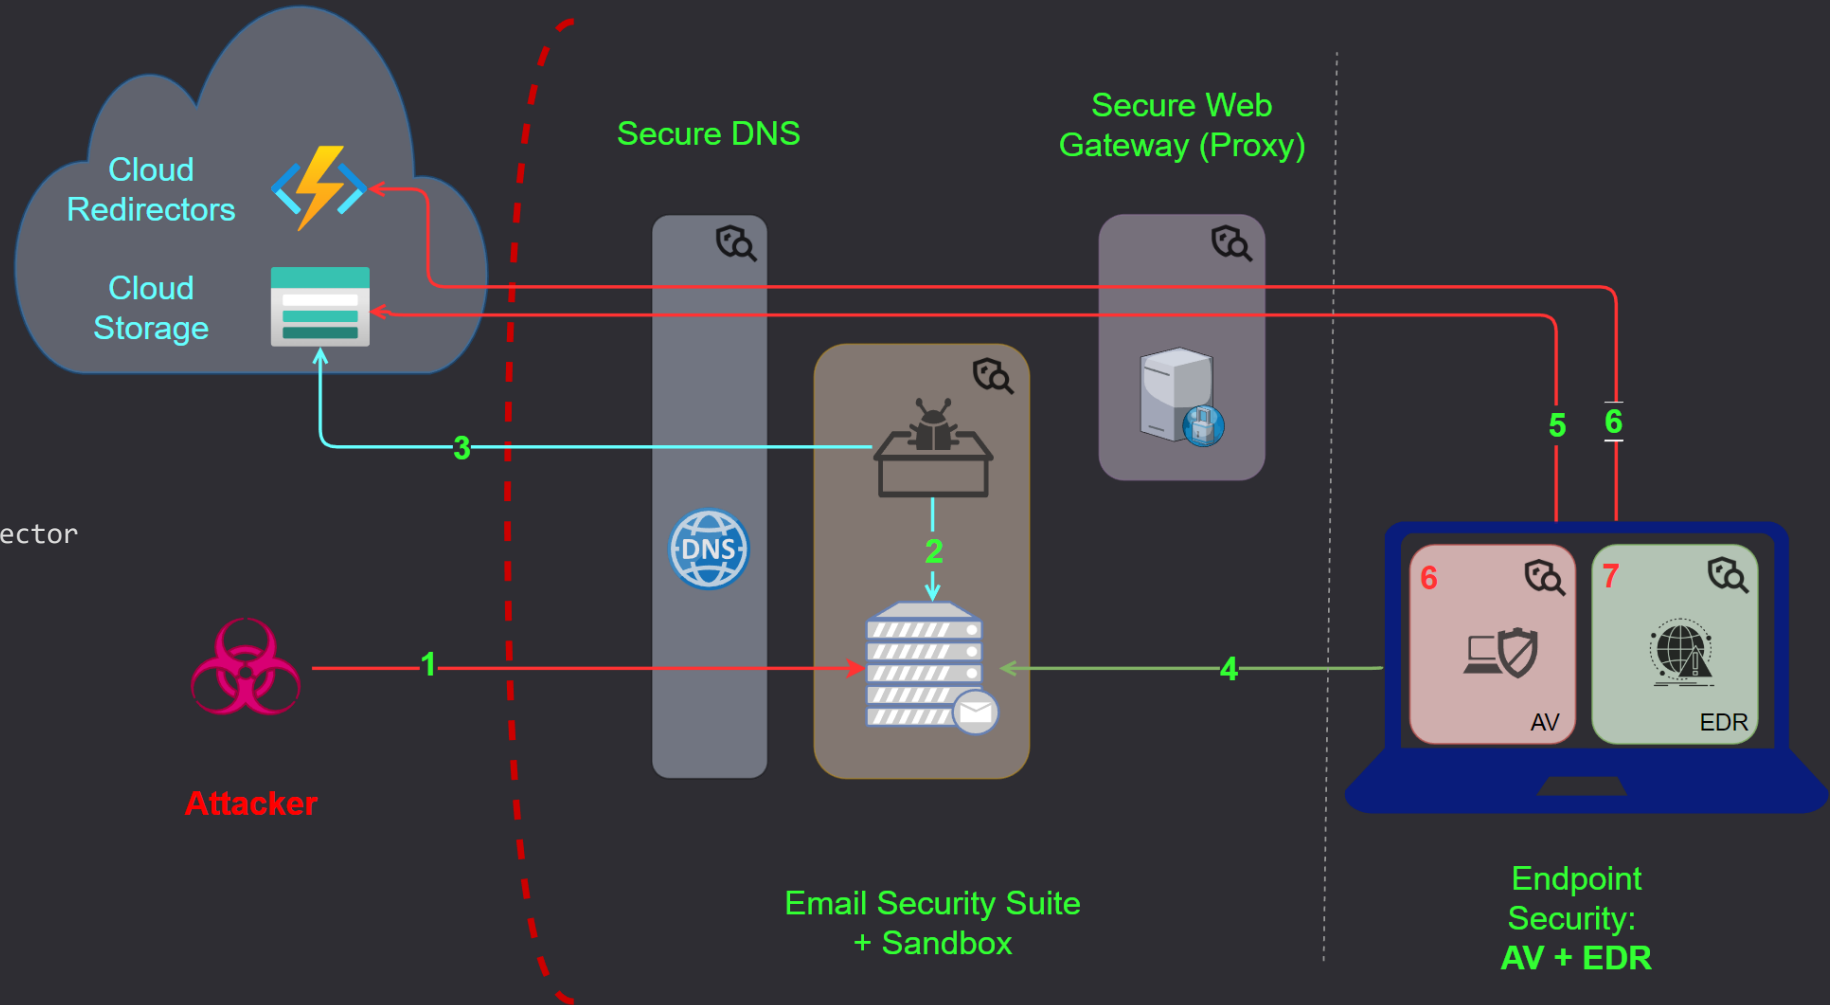 Cloud
Redirectors
Cloud
Storage
Secure DNS
Secure Web
Gateway (Proxy)
3
5
6
2
DNS
ector
1
4
6
7
AV
EDR
Attacker
Email Security Suite
+ Sandbox
Endpoint
Security:
AV + EDR